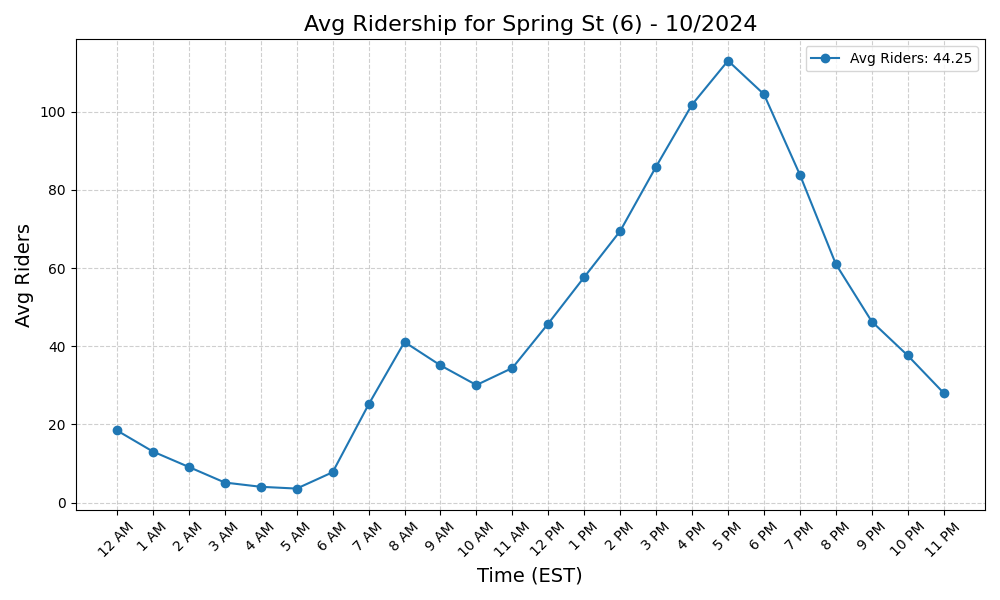 Avg Ridership for Spring St (6) - 10/2024
Avg Riders: 44.25
Avg Riders
100
80
60
40
20
0
12 AM
1 AM
2 AM
3 AM
4 AM
5 AM
6 AM
7 AM
8 AM
9 AM
10 AM
11 AM
12 PM
1 PM
2 PM
3 PM
4 PM
5 PM
6 PM
7 PM
8 PM
9 PM
10 PM
11 PM
Time (EST)